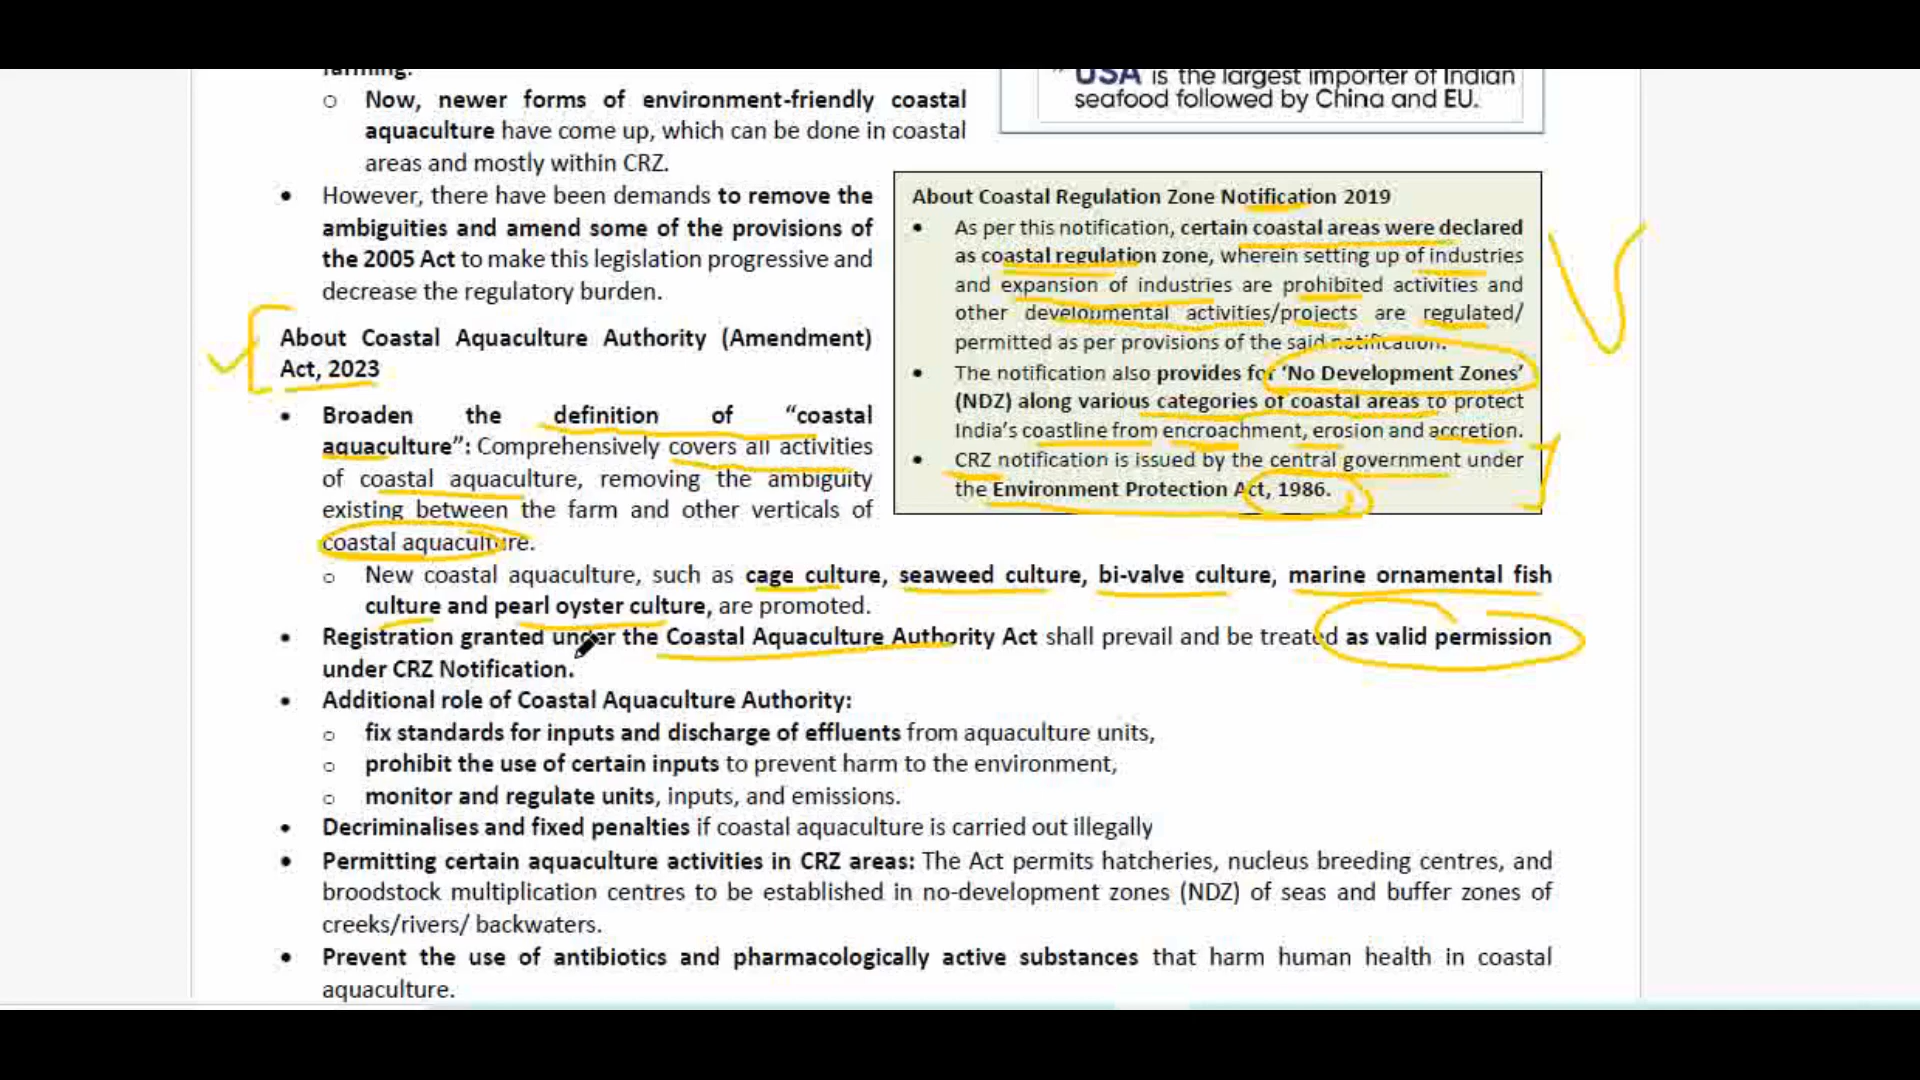 farming.
o Now, newer forms of environment-friendly coastal
aquaculture have come up, which can be done in coastal
areas and mostly within CRZ.
• However, there have been demands to remove the
ambiguities and amend some of the provisions of
the 2005 Act to make this legislation progressive and
decrease the regulatory burden.
USA is the largest importer of Indian
seafood followed by China and EU.
About Coastal Regulation Zone Notification 2019
• As per this notification, certain coastal areas were declared
as coastal regulation zone, wherein setting up of industries
and expansion of industries are prohibited activities and
other developmental activities/projects are regulated/
permitted as per provisions of the said notification.
• The notification also provides for ‘No Development Zones’
(NDZ) along various categories of coastal areas to protect
India’s coastline from encroachment, erosion and accretion.
• CRZ notification is issued by the central government under
the Environment Protection Act, 1986.
About Coastal Aquaculture Authority (Amendment)
Act, 2023
• Broaden the definition of “coastal
aquaculture”: Comprehensively covers all activities
of coastal aquaculture, removing the ambiguity
existing between the farm and other verticals of
coastal aquaculture.
o New coastal aquaculture, such as cage culture, seaweed culture, bi-valve culture, marine ornamental fish
culture and pearl oyster culture, are promoted.
• Registration granted under the Coastal Aquaculture Authority Act shall prevail and be treated as valid permission
under CRZ Notification.
• Additional role of Coastal Aquaculture Authority:
o fix standards for inputs and discharge of effluents from aquaculture units,
o prohibit the use of certain inputs to prevent harm to the environment,
o monitor and regulate units, inputs, and emissions.
• Decriminalises and fixed penalties if coastal aquaculture is carried out illegally
• Permitting certain aquaculture activities in CRZ areas: The Act permits hatcheries, nucleus breeding centres, and
broodstock multiplication centres to be established in no-development zones (NDZ) of seas and buffer zones of
creeks/rivers/ backwaters.
• Prevent the use of antibiotics and pharmacologically active substances that harm human health in coastal
aquaculture.